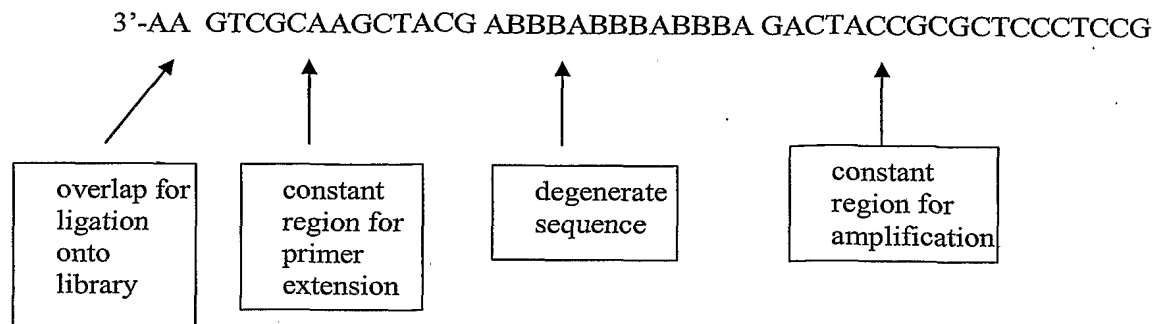 3'-AA GTCGCAAGCTACG ABBBABBBABBBA GACTACCGCGCTCCCTCCG
overlap for
ligation
onto
library
constant
region for
primer
extension
degenerate
sequence
constant
region for
amplification